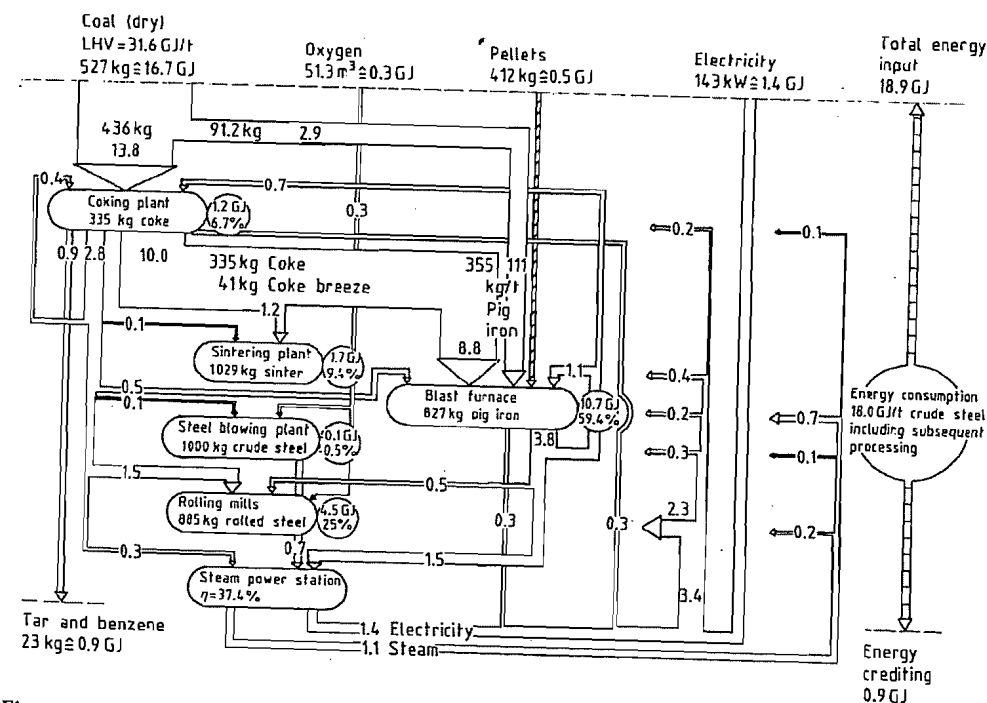 Coal (dry)
LHV=31.6 GJ/t
527 kg≙16.7 GJ
Oxygen
51.3 m³≙0.3 GJ
Pellets
412 kg≙0.5 GJ
Electricity
143 kW≙1.4 GJ
Total energy
input
18.9 GJ
436 kg
13.8
91.2 kg
2.9
0.4
0.7
Coking plant
335 kg coke
1.2 GJ
6.7%
0.3
0.2
0.1
0.9
2.8
10.0
335 kg Coke
41 kg Coke breeze
355
111
kg/t
Pig
iron
1.2
0.1
8.8
Sintering plant
1029 kg sinter
1.7 GJ
9.4%
1.1
0.4
0.5
0.1
Blast furnace
827 kg pig iron
10.7 GJ
59.4%
0.2
0.7
Energy consumption
18.0 GJ/t crude steel
including subsequent
processing
Steel blowing plant
1000 kg crude steel
-0.1 GJ
-0.5%
3.8
0.3
0.1
1.5
0.5
Rolling mills
885 kg rolled steel
4.5 GJ
25%
0.3
0.3
2.3
0.2
0.3
0.7
1.5
Steam power station
η=37.4%
3.4
Tar and benzene
23 kg≙0.9 GJ
1.4 Electricity
1.1 Steam
Energy
crediting
0.9 GJ